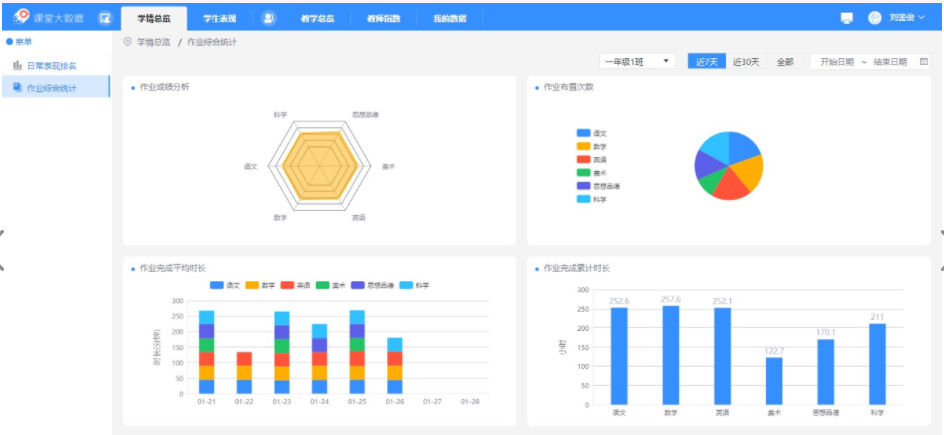 课堂大数据 学情总览 学生表现 教学总览 教师指数 我的数据
菜单
日常表现排名
作业综合统计
学情总览 / 作业综合统计
一年级1班 近7天 近30天 全部 开始日期 ~ 结束日期
作业成绩分析
科学 思想品德
语文 美术
数学 英语
作业布置次数
语文
数学
英语
美术
思想品德
科学
作业完成平均时长
语文 数学 英语 美术 思想品德 科学
时长(分钟)
300
250
200
150
100
50
0
01-21 01-22 01-23 01-24 01-25 01-26 01-27 01-28
作业完成累计时长
小时
300
250
200
150
100
50
0
252.6 257.6 252.1 122.7 170.1 211
语文 数学 英语 美术 思想品德 科学